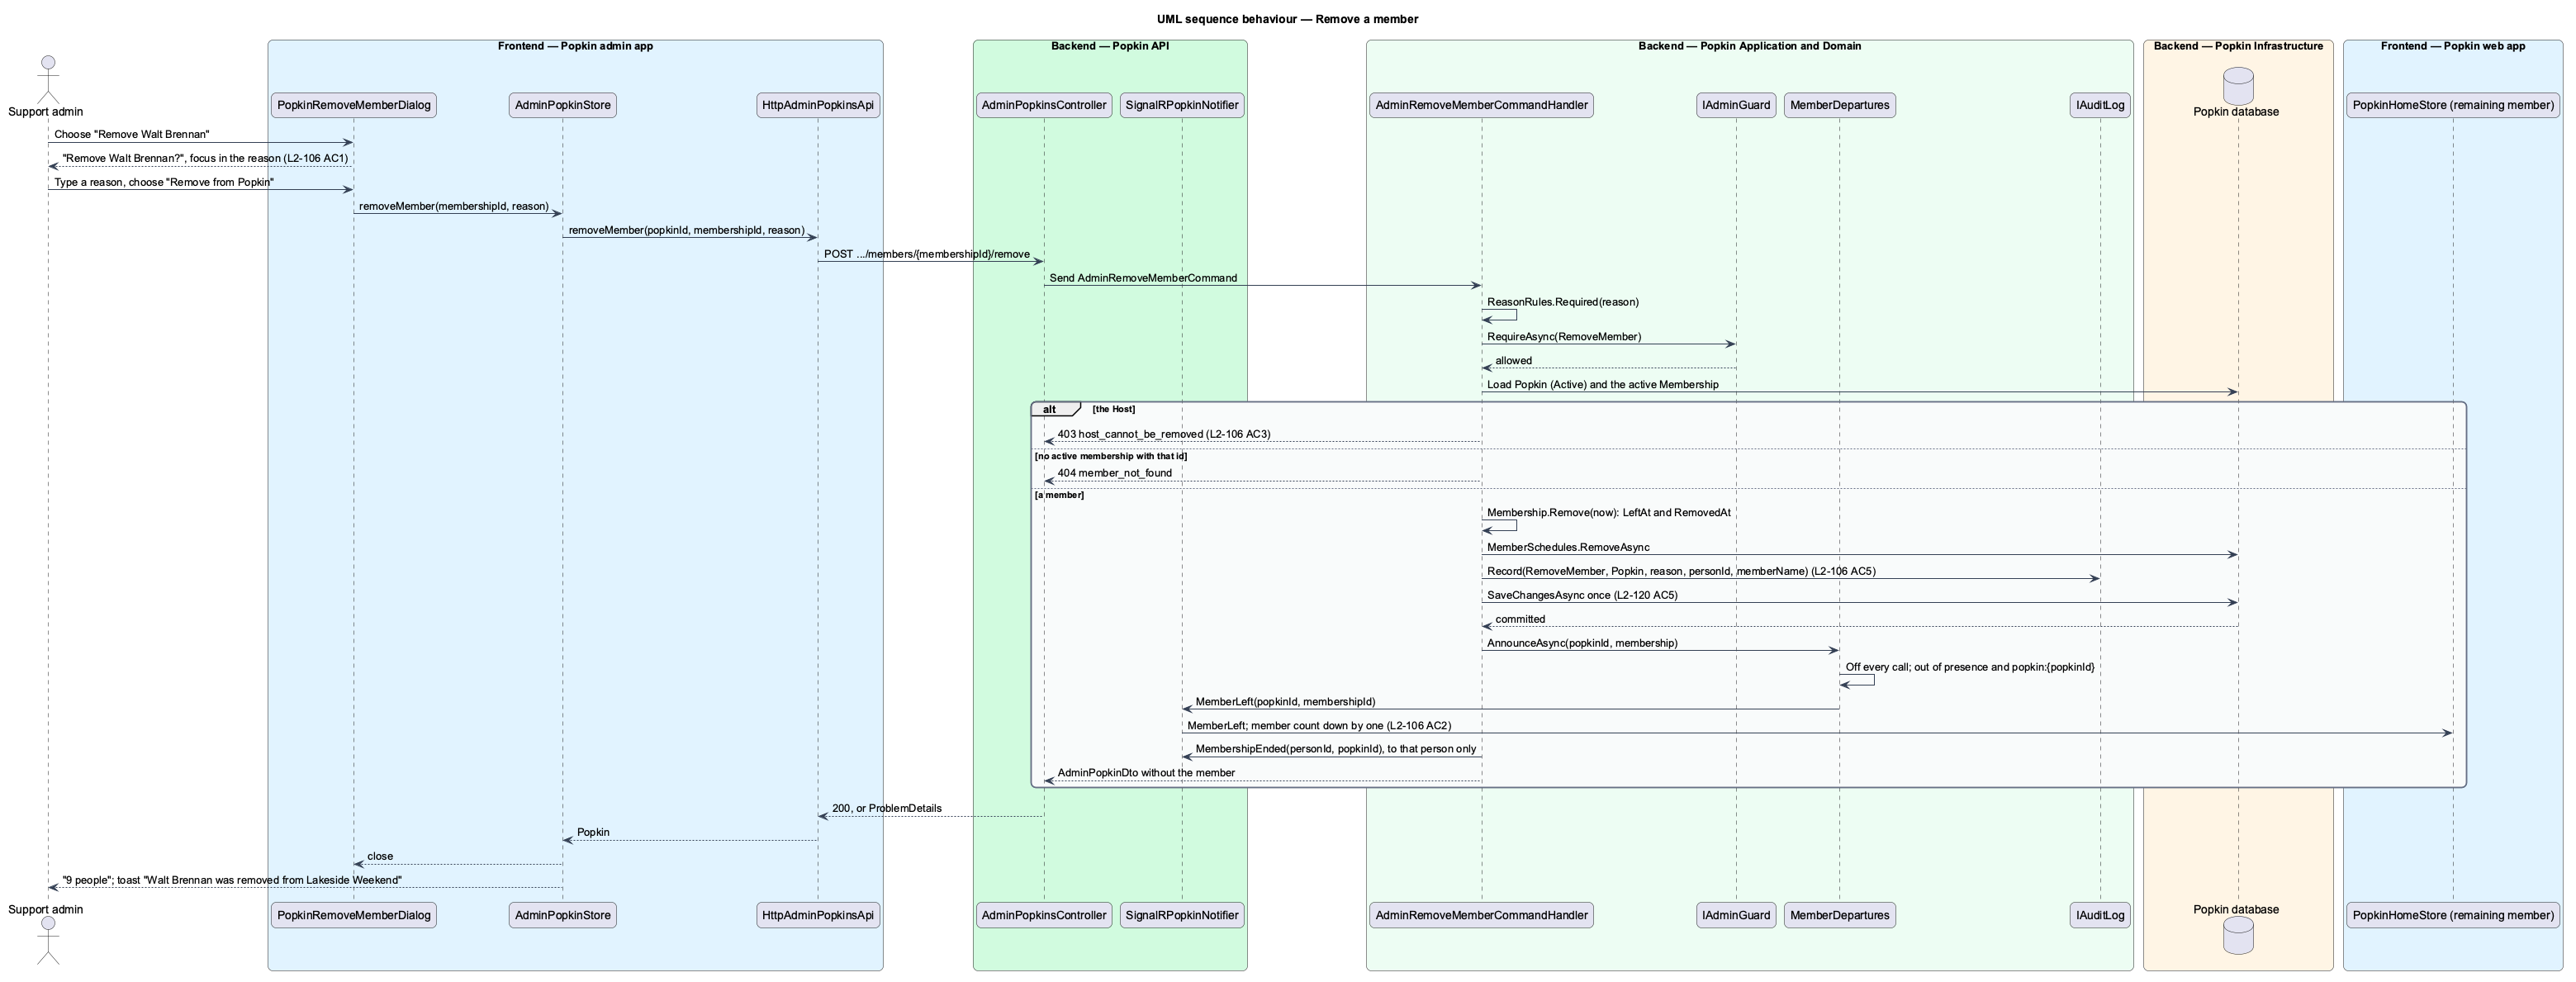 UML sequence behaviour — Remove a member
Frontend — Popkin admin app
Backend — Popkin API
Backend — Popkin Application and Domain
Backend — Popkin Infrastructure
Frontend — Popkin web app
Support admin
PopkinRemoveMemberDialog
AdminPopkinStore
HttpAdminPopkinsApi
AdminPopkinsController
SignalRPopkinNotifier
AdminRemoveMemberCommandHandler
IAdminGuard
MemberDepartures
IAuditLog
Popkin database
PopkinHomeStore (remaining member)
Choose "Remove Walt Brennan"
"Remove Walt Brennan?", focus in the reason (L2-106 AC1)
Type a reason, choose "Remove from Popkin"
removeMember(membershipId, reason)
removeMember(popkinId, membershipId, reason)
POST .../members/{membershipId}/remove
Send AdminRemoveMemberCommand
ReasonRules.Required(reason)
RequireAsync(RemoveMember)
allowed
Load Popkin (Active) and the active Membership
alt [the Host]
403 host_cannot_be_removed (L2-106 AC3)
[no active membership with that id]
404 member_not_found
[a member]
Membership.Remove(now): LeftAt and RemovedAt
MemberSchedules.RemoveAsync
Record(RemoveMember, Popkin, reason, personId, memberName) (L2-106 AC5)
SaveChangesAsync once (L2-120 AC5)
committed
AnnounceAsync(popkinId, membership)
Off every call; out of presence and popkin:{popkinId}
MemberLeft(popkinId, membershipId)
MemberLeft; member count down by one (L2-106 AC2)
MembershipEnded(personId, popkinId), to that person only
AdminPopkinDto without the member
200, or ProblemDetails
Popkin
close
"9 people"; toast "Walt Brennan was removed from Lakeside Weekend"
Support admin
PopkinRemoveMemberDialog
AdminPopkinStore
HttpAdminPopkinsApi
AdminPopkinsController
SignalRPopkinNotifier
AdminRemoveMemberCommandHandler
IAdminGuard
MemberDepartures
IAuditLog
Popkin database
PopkinHomeStore (remaining member)